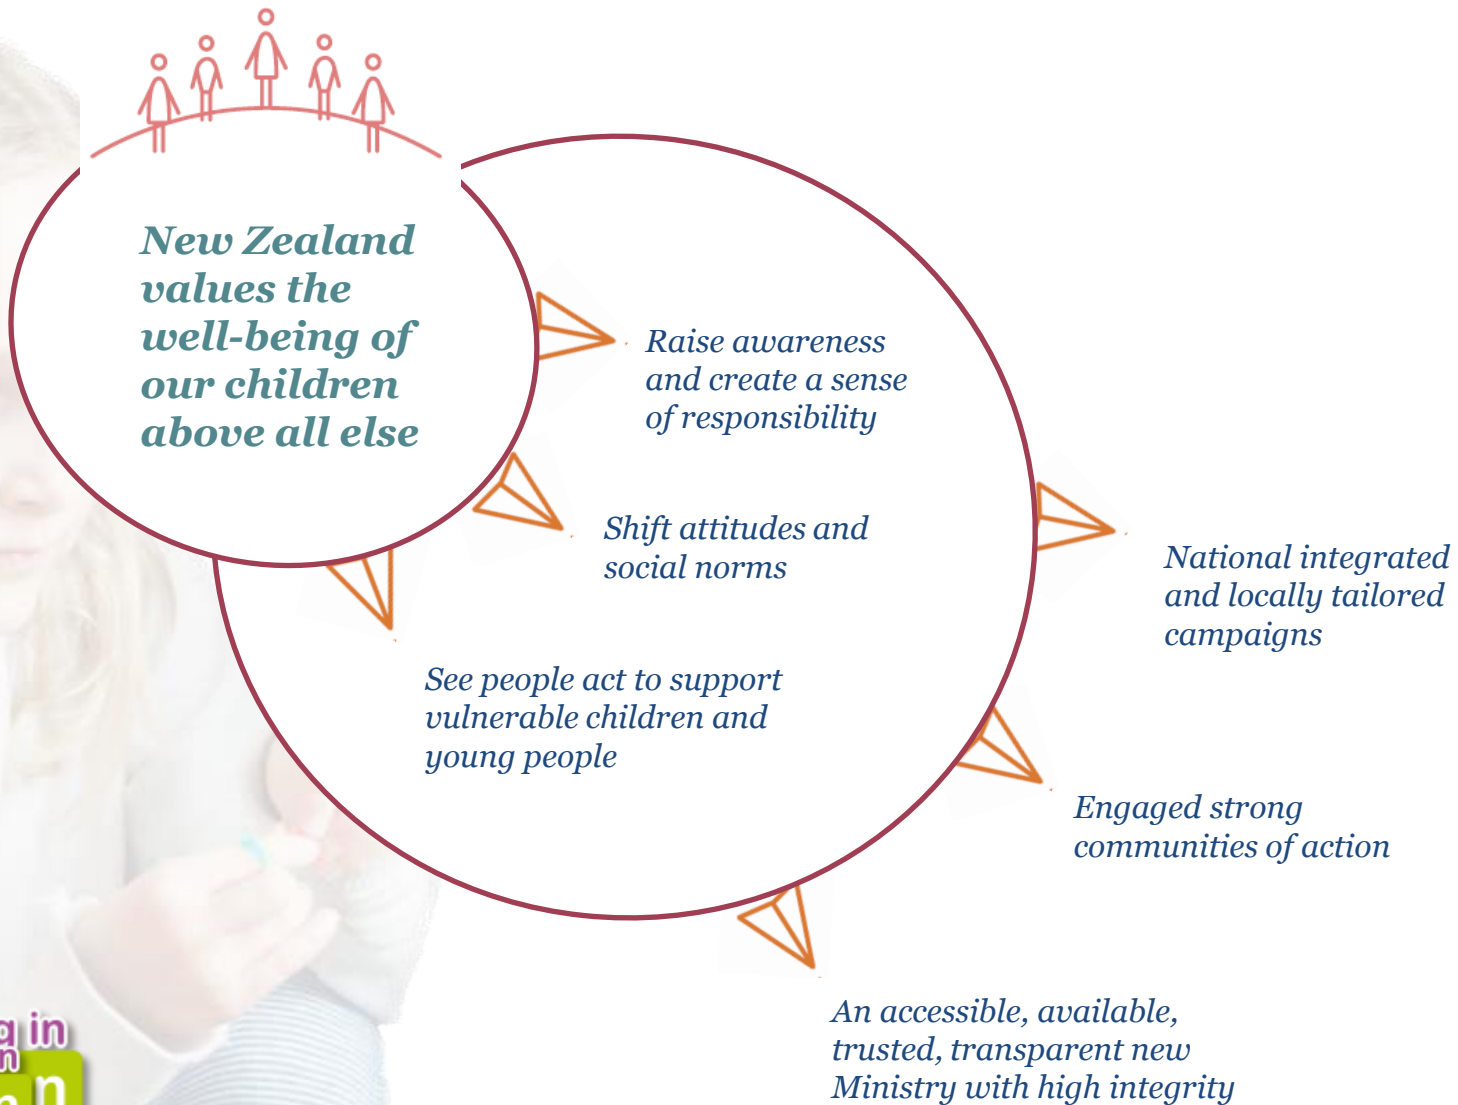 New Zealand
values the
well-being of
our children
above all else
Raise awareness
and create a sense
of responsibility
Shift attitudes and
social norms
See people act to support
vulnerable children and
young people
National integrated
and locally tailored
campaigns
Engaged strong
communities of action
An accessible, available,
trusted, transparent new
Ministry with high integrity
in